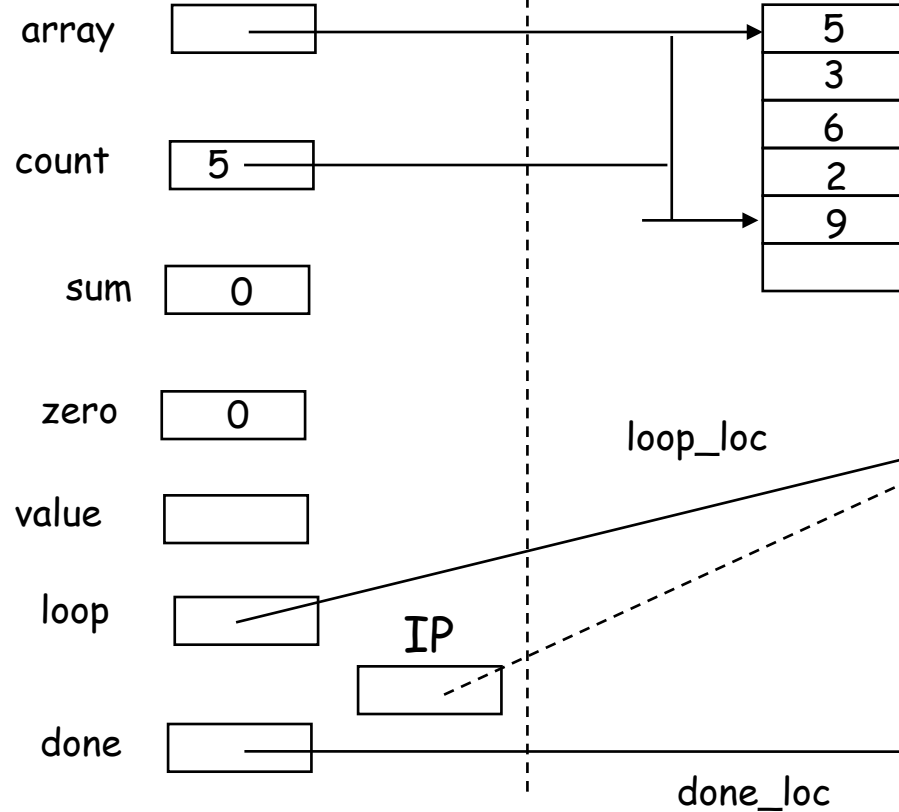 array
5
3
count
5
6
2
9
sum
0
zero
0
loop_loc
value
loop
IP
done
done_loc